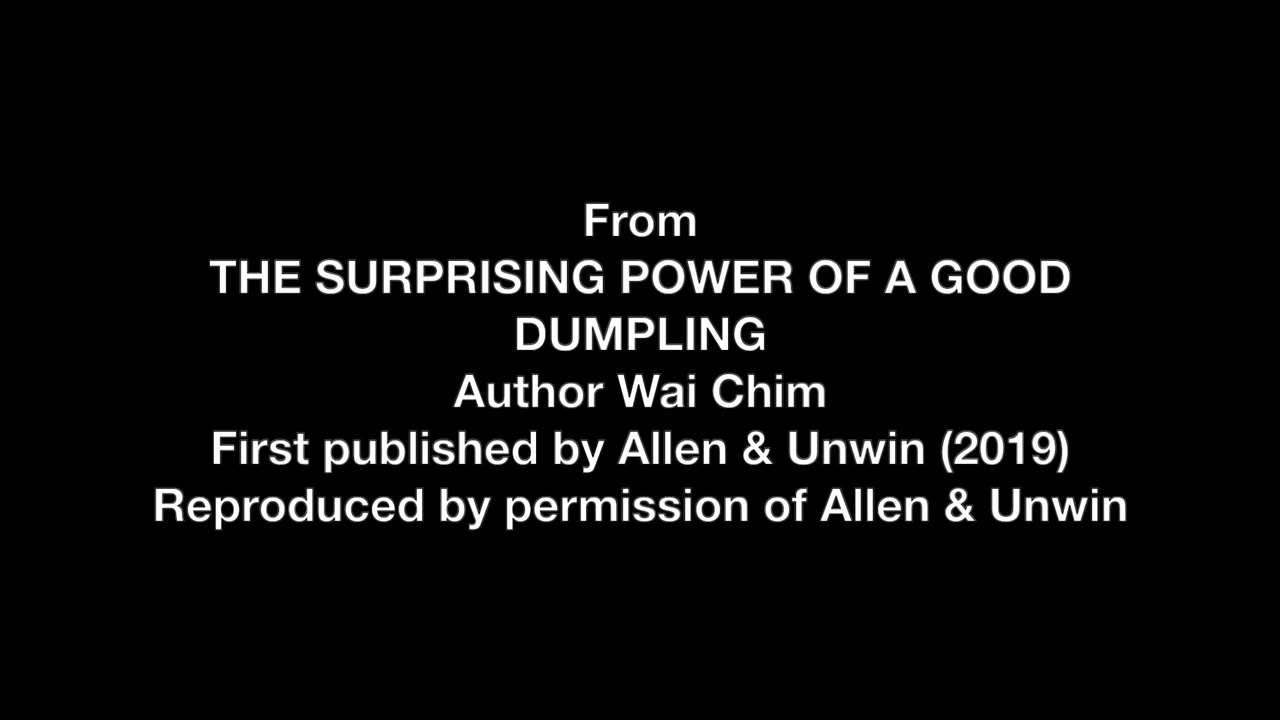 From
THE SURPRISING POWER OF A GOOD
DUMPLING
Author Wai Chim
First published by Allen & Unwin (2019)
Reproduced by permission of Allen & Unwin